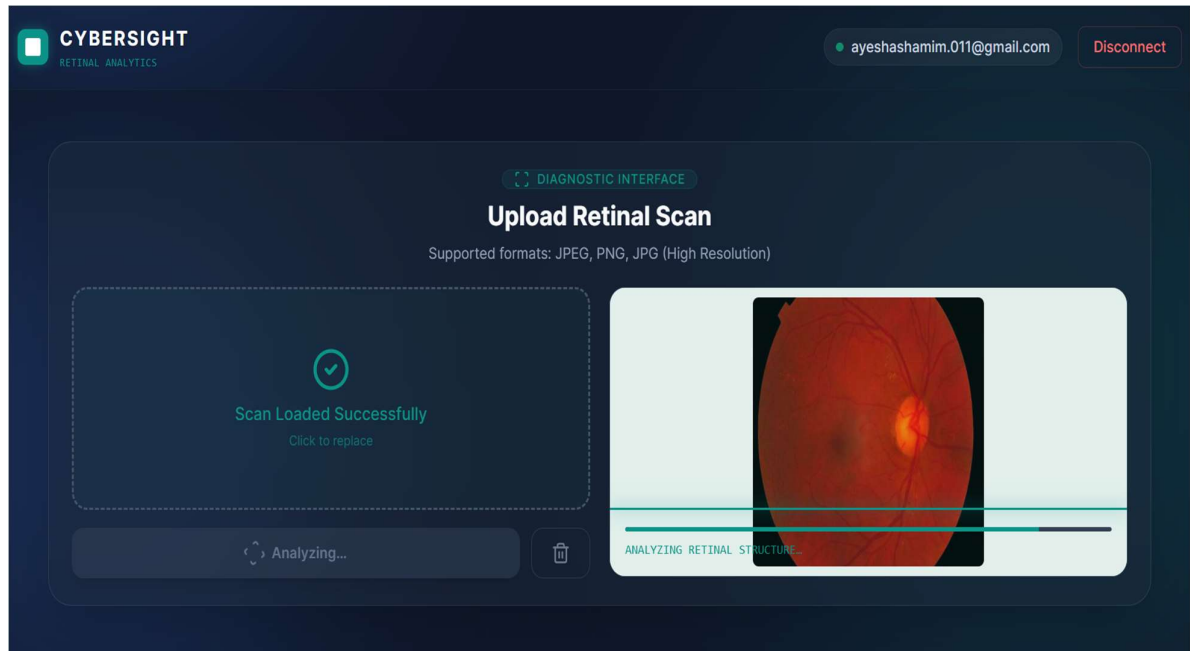 CYBERSIGHT
RETINAL ANALYTICS
ayeshashamim.011@gmail.com
Disconnect
DIAGNOSTIC INTERFACE
Upload Retinal Scan
Supported formats: JPEG, PNG, JPG (High Resolution)
Scan Loaded Successfully
Click to replace
Analyzing...
ANALYZING RETINAL STRUCTURE…